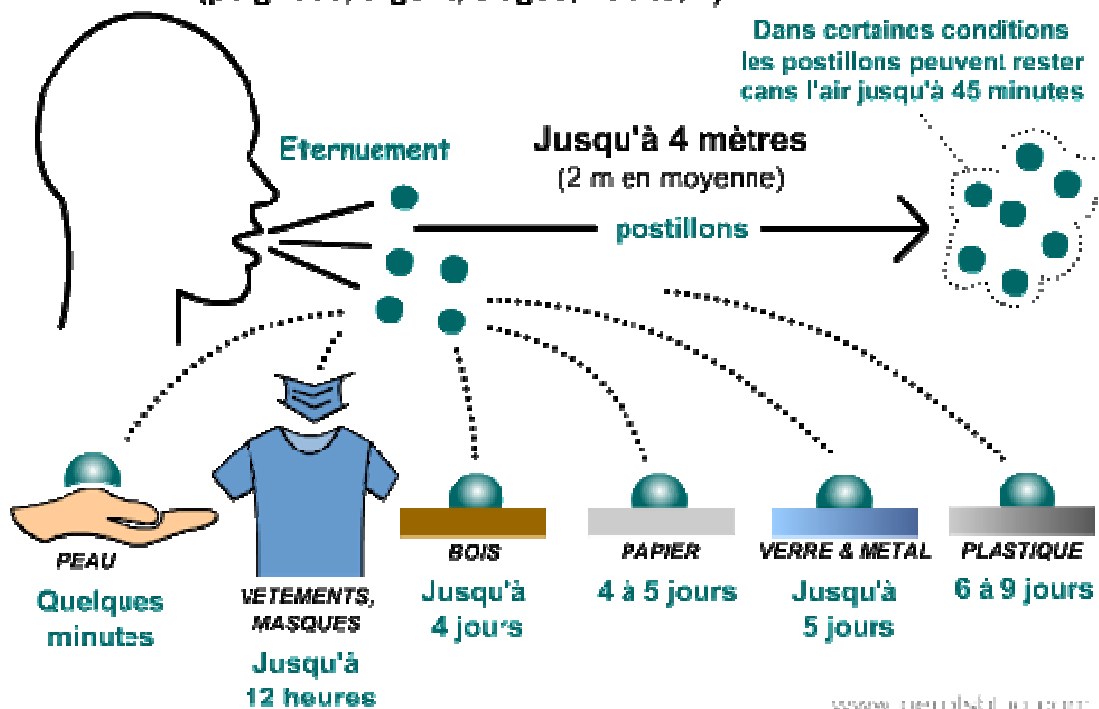 Dans certaines conditions
les postillons peuvent rester
cans l'air jusqu'à 45 minutes
Eternuement
Jusqu'à 4 mètres
(2 m en moyenne)
postillons
PEAU
Quelques
minutes
VETEMENTS,
MASQUES
Jusqu'à
12 heures
BOIS
Jusqu'à
4 jours
PAPIER
4 à 5 jours
VERRE & METAL
Jusqu'à
5 jours
PLASTIQUE
6 à 9 jours